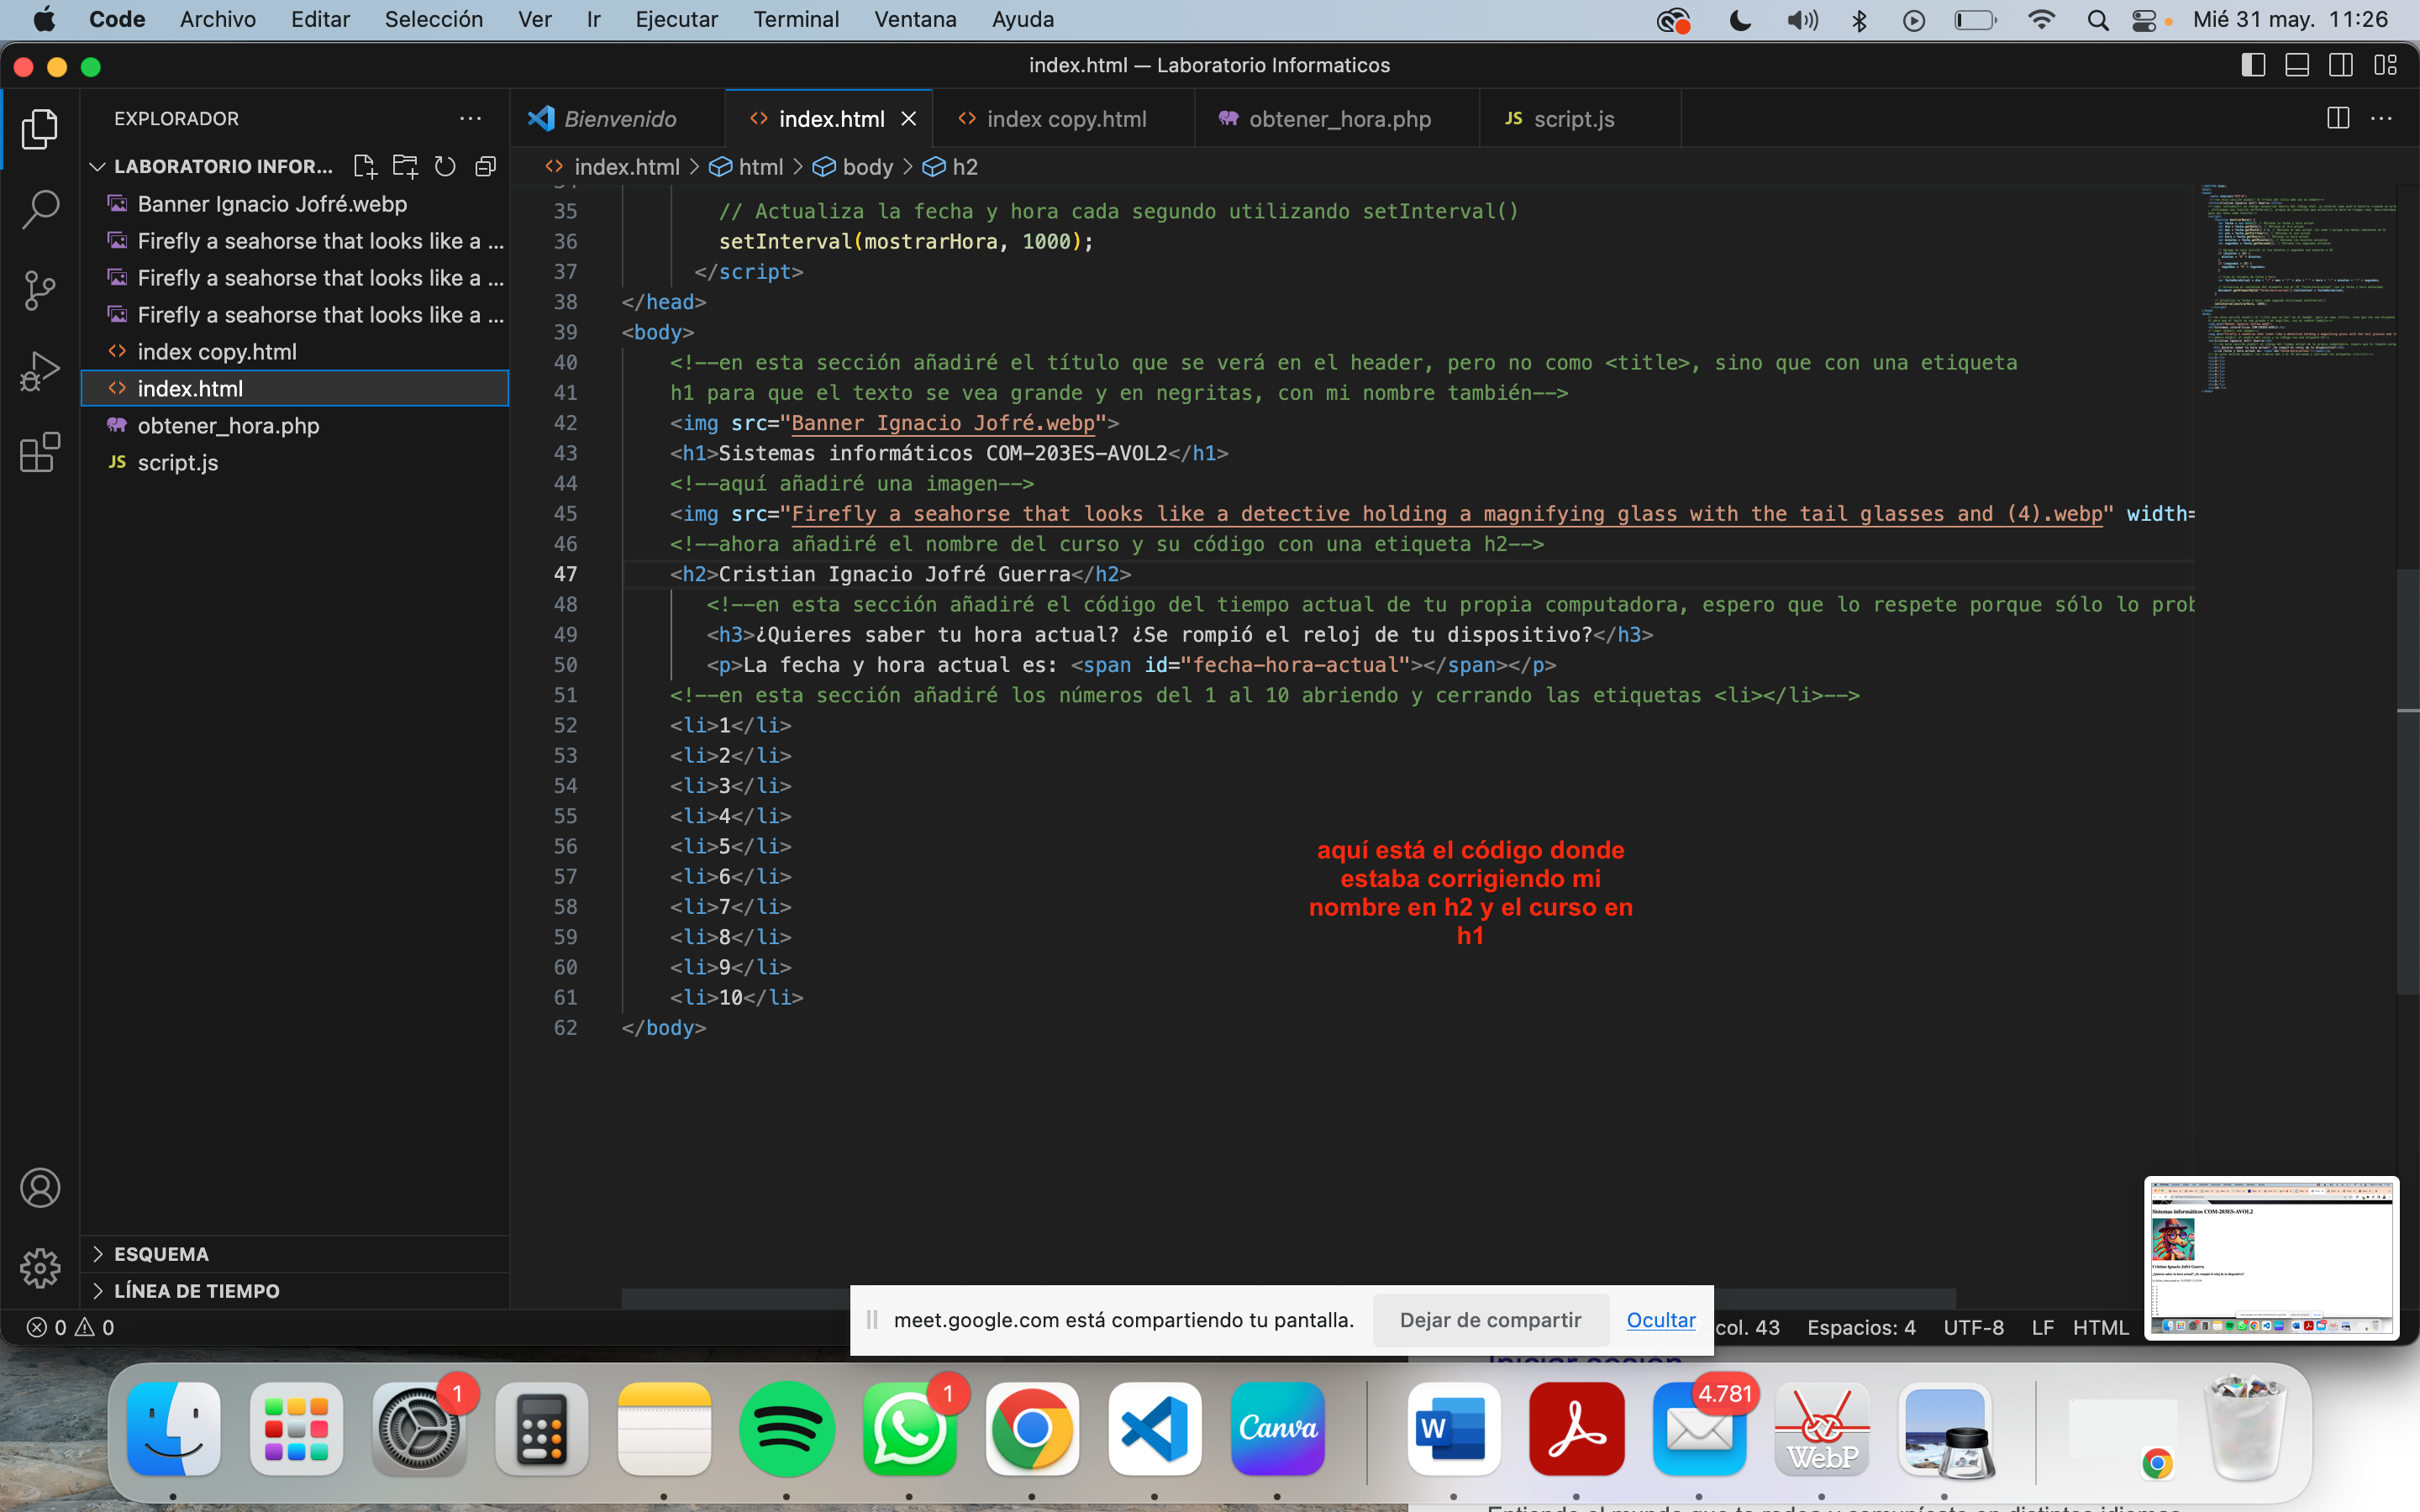 Code Archivo Editar Selección Ver Ir Ejecutar Terminal Ventana Ayuda Mié 31 may. 11:26
index.html — Laboratorio Informaticos
EXPLORADOR
LABORATORIO INFOR...
Banner Ignacio Jofré.webp
Firefly a seahorse that looks like a ...
Firefly a seahorse that looks like a ...
Firefly a seahorse that looks like a ...
index copy.html
index.html
obtener_hora.php
JS script.js
ESQUEMA
LÍNEA DE TIEMPO
Bienvenido index.html index copy.html obtener_hora.php JS script.js
index.html > html > body > h2
35 // Actualiza la fecha y hora cada segundo utilizando setInterval()
36 setInterval(mostrarHora, 1000);
37 </script>
38 </head>
39 <body>
40 <!--en esta sección añadiré el título que se verá en el header, pero no como <title>, sino que con una etiqueta
41 h1 para que el texto se vea grande y en negritas, con mi nombre también-->
42 <img src="Banner Ignacio Jofré.webp">
43 <h1>Sistemas informáticos COM-203ES-AVOL2</h1>
44 <!--aquí añadiré una imagen-->
45 <img src="Firefly a seahorse that looks like a detective holding a magnifying glass with the tail glasses and (4).webp" width=
46 <!--ahora añadiré el nombre del curso y su código con una etiqueta h2-->
47 <h2>Cristian Ignacio Jofré Guerra</h2>
48 <!--en esta sección añadiré el código del tiempo actual de tu propia computadora, espero que lo respete porque sólo lo prob
49 <h3>¿Quieres saber tu hora actual? ¿Se rompió el reloj de tu dispositivo?</h3>
50 <p>La fecha y hora actual es: <span id="fecha-hora-actual"></span></p>
51 <!--en esta sección añadiré los números del 1 al 10 abriendo y cerrando las etiquetas <li></li>-->
52 <li>1</li>
53 <li>2</li>
54 <li>3</li>
55 <li>4</li>
56 <li>5</li>
57 <li>6</li>
58 <li>7</li>
59 <li>8</li>
60 <li>9</li>
61 <li>10</li>
62 </body>
aquí está el código donde
estaba corrigiendo mi
nombre en h2 y el curso en
h1
Sistemas informáticos COM-203ES-AVOL2
Cristian Ignacio Jofré Guerra
meet.google.com está compartiendo tu pantalla. Dejar de compartir Ocultar
0 0 col. 43 Espacios: 4 UTF-8 LF HTML
Iniciar sesión
1 1 Canva W 4.781 WebP